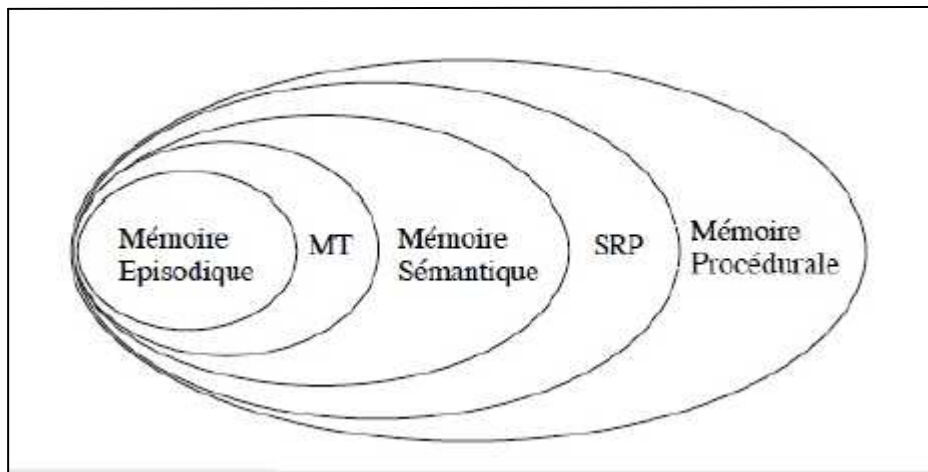 Mémoire
Episodique
MT
Mémoire
Sémantique
SRP
Mémoire
Procédurale